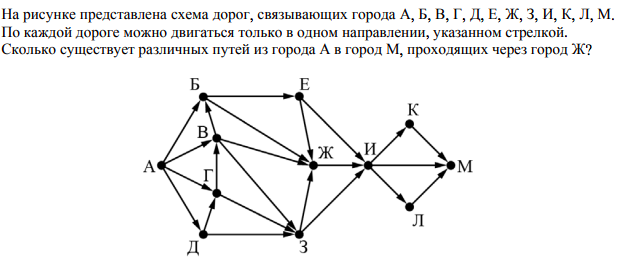 На рисунке представлена схема дорог, связывающих города А, Б, В, Г, Д, Е, Ж, З, И, К, Л, М.
По каждой дороге можно двигаться только в одном направлении, указанном стрелкой.
Сколько существует различных путей из города А в город М, проходящих через город Ж?
Б
Е
К
В
Ж
И
А
Г
М
Д
З
Л